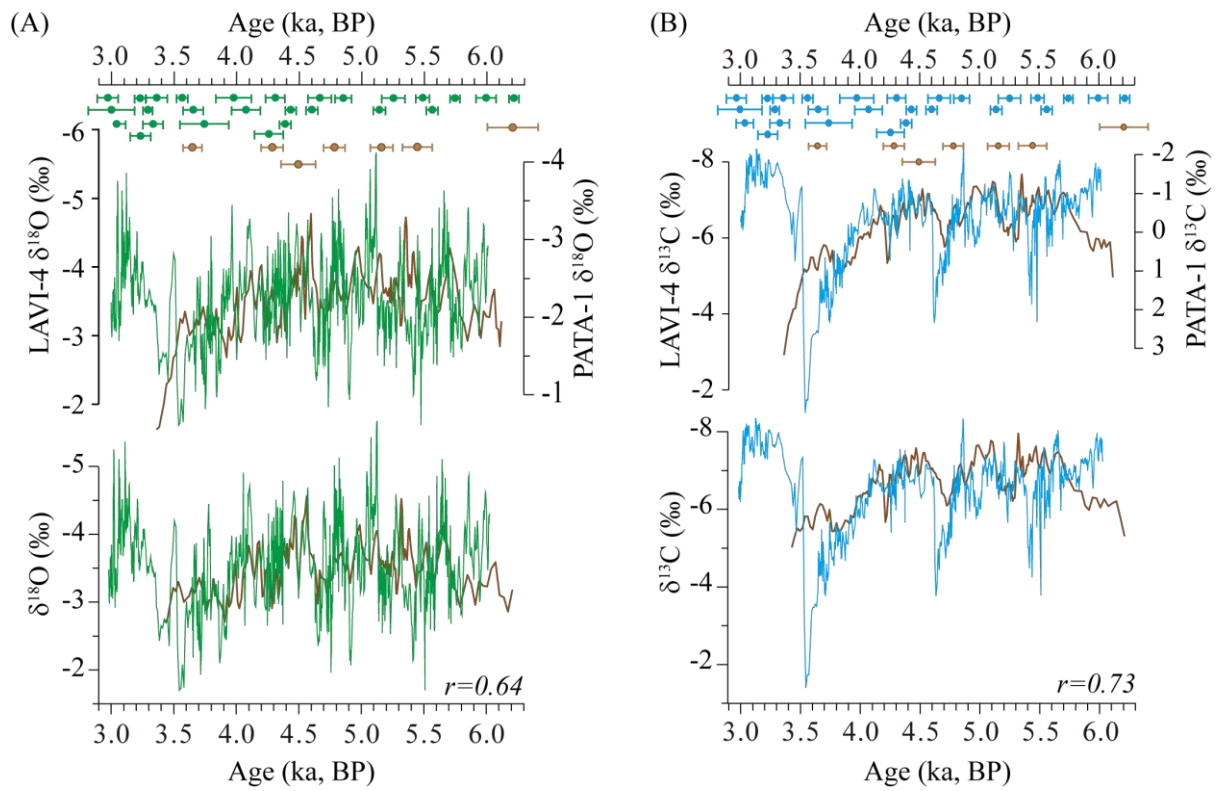 (A)
Age (ka, BP)
3.0 3.5 4.0 4.5 5.0 5.5 6.0
-6
-5
-4
-3
-2
LAVI-4 δ¹⁸O (‰)
-4
-3
-2
-1
PATA-1 δ¹⁸O (‰)
-5
-4
-3
-2
δ¹⁸O (‰)
r=0.64
3.0 3.5 4.0 4.5 5.0 5.5 6.0
Age (ka, BP)
(B)
Age (ka, BP)
3.0 3.5 4.0 4.5 5.0 5.5 6.0
-8
-6
-4
-2
LAVI-4 δ¹³C (‰)
-2
-1
0
1
2
3
PATA-1 δ¹³C (‰)
-8
-6
-4
-2
δ¹³C (‰)
r=0.73
3.0 3.5 4.0 4.5 5.0 5.5 6.0
Age (ka, BP)